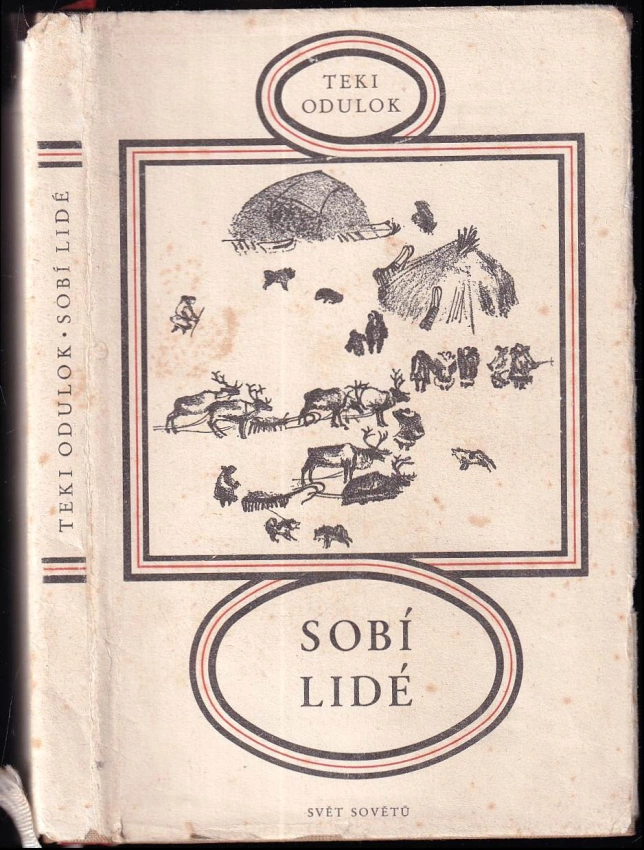 TEKI ODULOK • SOBÍ LIDÉ
TEKI
ODULOK
SOBÍ
LIDÉ
SVĚT SOVĚTŮ